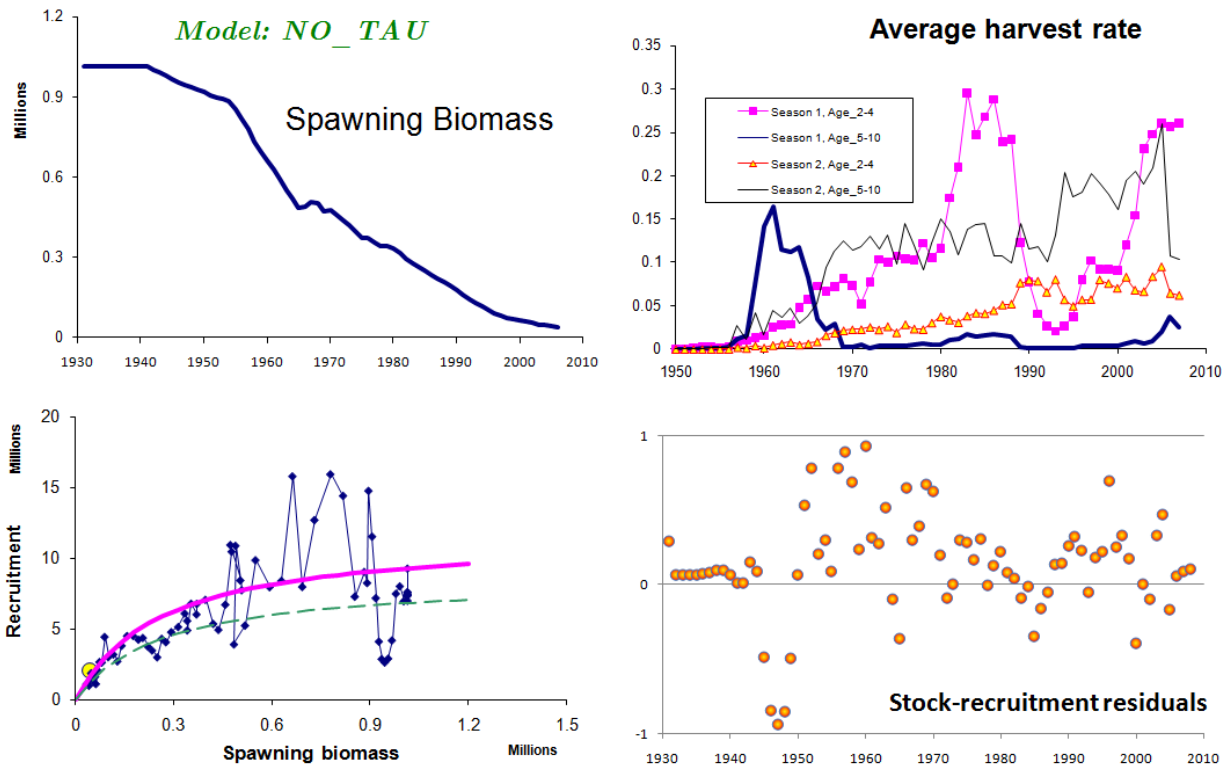 Model: NO_TAU
Spawning Biomass
Millions
1.2
0.9
0.6
0.3
0
1930 1940 1950 1960 1970 1980 1990 2000 2010
Average harvest rate
0.35
0.3
0.25
0.2
0.15
0.1
0.05
0
Season 1, Age_2-4
Season 1, Age_5-10
Season 2, Age_2-4
Season 2, Age_5-10
1950 1960 1970 1980 1990 2000 2010
Recruitment
Millions
20
15
10
5
0
0 0.3 0.6 0.9 1.2 1.5
Spawning biomass
Millions
1
0
-1
Stock-recruitment residuals
1930 1940 1950 1960 1970 1980 1990 2000 2010